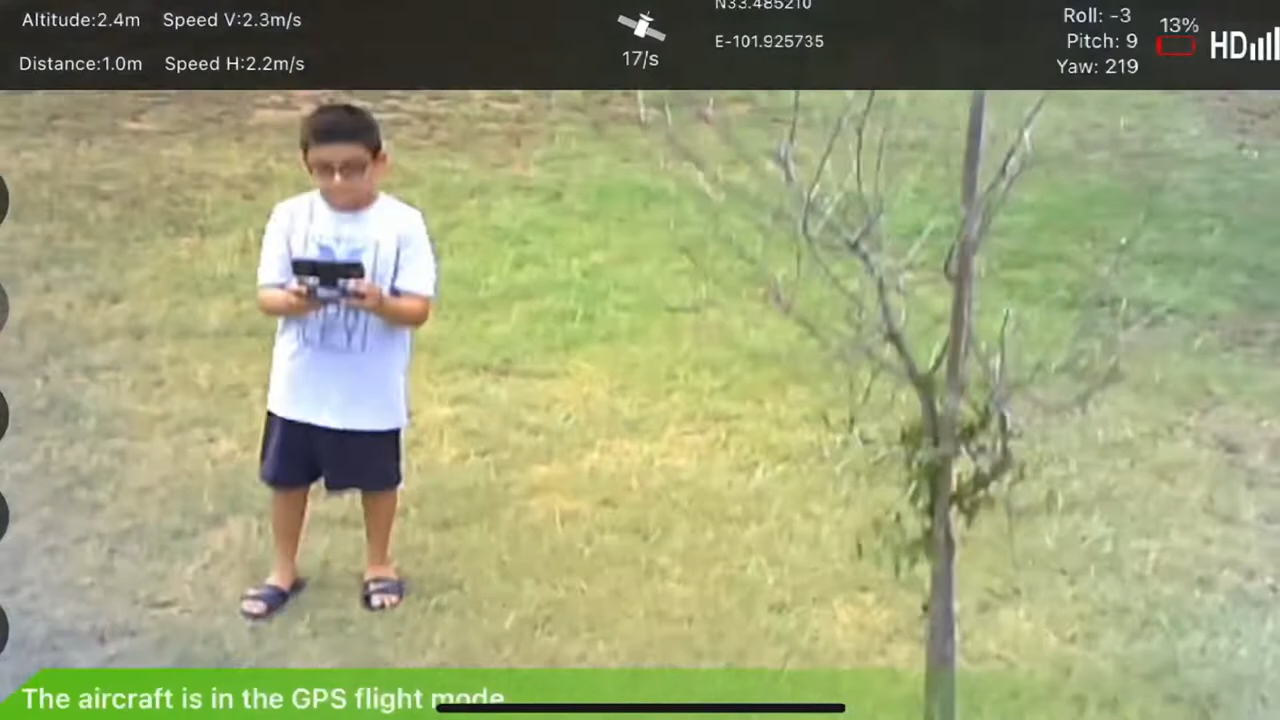 Altitude:2.4m Speed V:2.3m/s
N33.485210
Roll: -3
13%
Pitch: 9
HD
E-101.925735
Distance:1.0m Speed H:2.2m/s
17/s
Yaw: 219
The aircraft is in the GPS flight mode